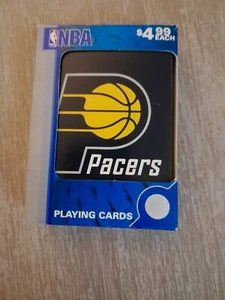 NBA
$4.99
EACH
Pacers
PLAYING CARDS